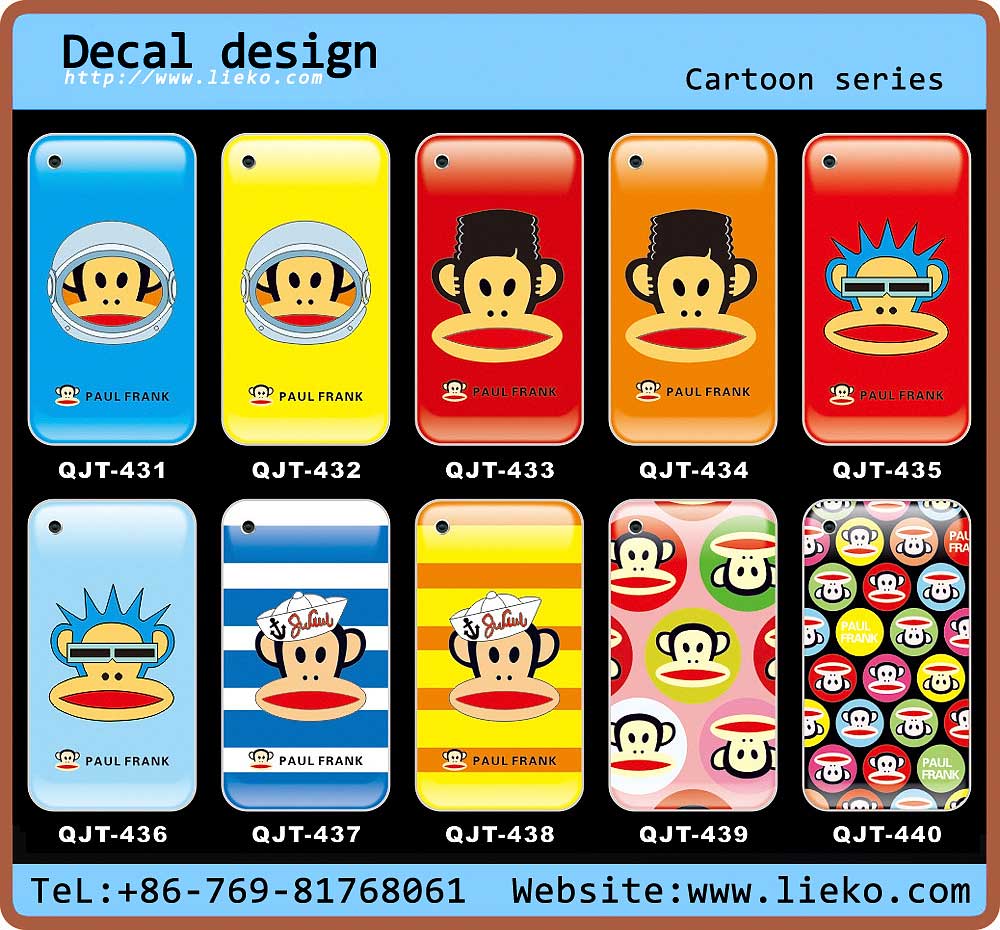 Decal design
http://www.lieko.com
Cartoon series
PAUL FRANK
PAUL FRANK
PAUL FRANK
PAUL FRANK
PAUL FRANK
QJT-431
QJT-432
QJT-433
QJT-434
QJT-435
PAUL
FRANK
PAUL
FRANK
PAUL FRANK
PAUL FRANK
PAUL FRANK
QJT-436
QJT-437
QJT-438
QJT-439
QJT-440
TeL:+86-769-81768061
Website:www.lieko.com